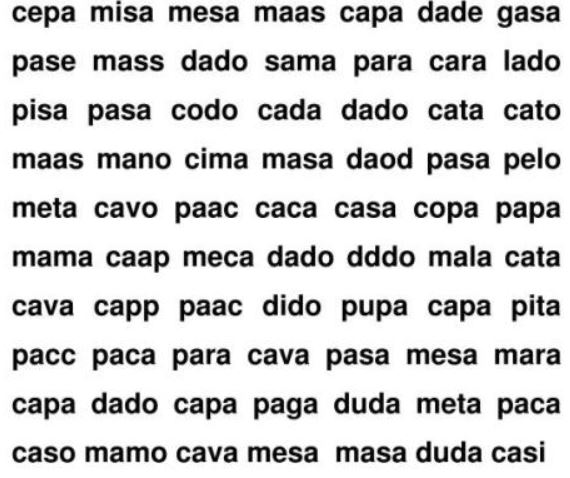 cepa misa mesa maas capa dade gasa
pase mass dado sama para cara lado
pisa pasa codo cada dado cata cato
maas mano cima masa daod pasa pelo
meta cavo paac caca casa copa papa
mama caap meca dado dddo mala cata
cava capp paac dido pupa capa pita
pacc paca para cava pasa mesa mara
capa dado capa paga duda meta paca
caso mamo cava mesa masa duda casi